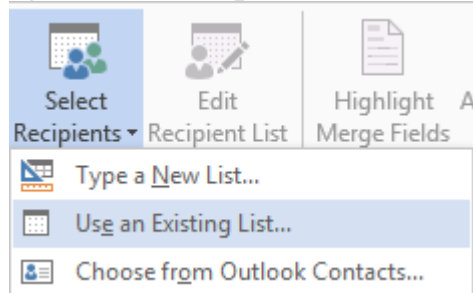 Select Edit Highlight A
Recipients Recipient List Merge Fields
Type a New List...
Use an Existing List...
Choose from Outlook Contacts...